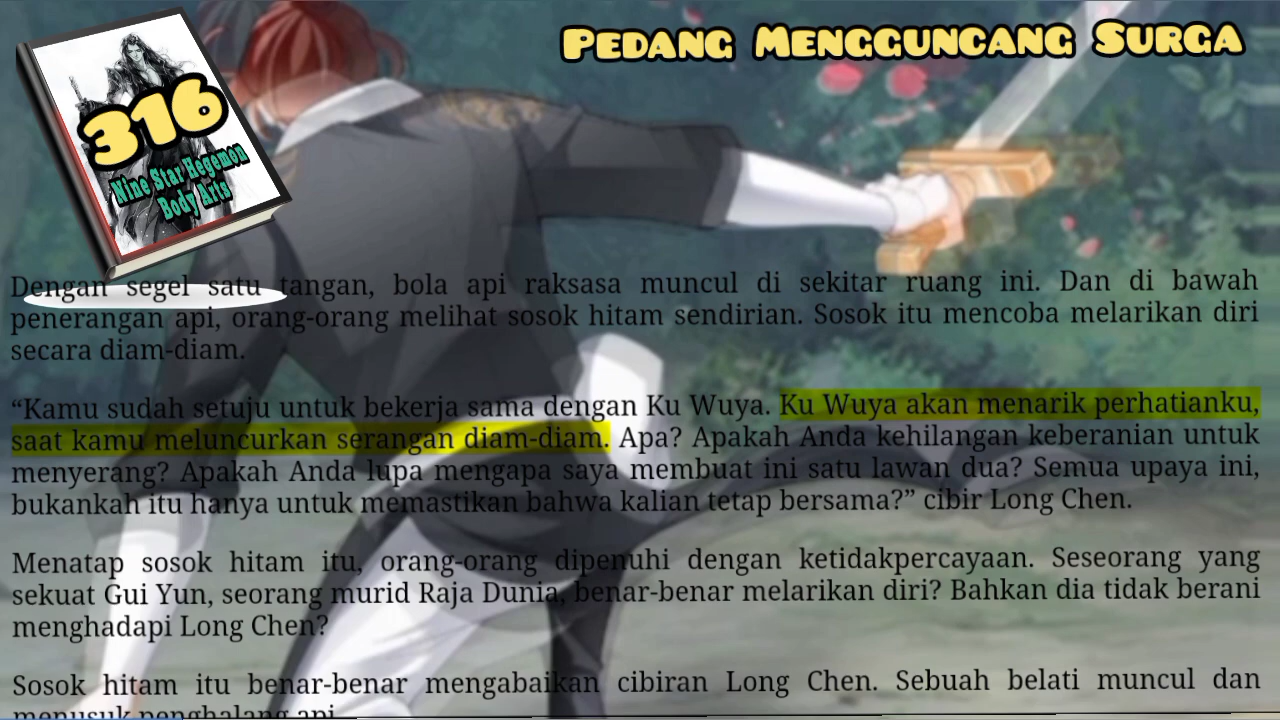 Pedang Mengguncang Surga
316
Nine Star Hegemon
Body Arts
Dengan segel satu tangan, bola api raksasa muncul di sekitar ruang ini. Dan di bawah
penerangan api, orang-orang melihat sosok hitam sendirian. Sosok itu mencoba melarikan diri
secara diam-diam.
“Kamu sudah setuju untuk bekerja sama dengan Ku Wuya. Ku Wuya akan menarik perhatianku,
saat kamu meluncurkan serangan diam-diam. Apa? Apakah Anda kehilangan keberanian untuk
menyerang? Apakah Anda lupa mengapa saya membuat ini satu lawan dua? Semua upaya ini,
bukankah itu hanya untuk memastikan bahwa kalian tetap bersama?” cibir Long Chen.
Menatap sosok hitam itu, orang-orang dipenuhi dengan ketidakpercayaan. Seseorang yang
sekuat Gui Yun, seorang murid Raja Dunia, benar-benar melarikan diri? Bahkan dia tidak berani
menghadapi Long Chen?
Sosok hitam itu benar-benar mengabaikan cibiran Long Chen. Sebuah belati muncul dan
menusuk penghalang api.